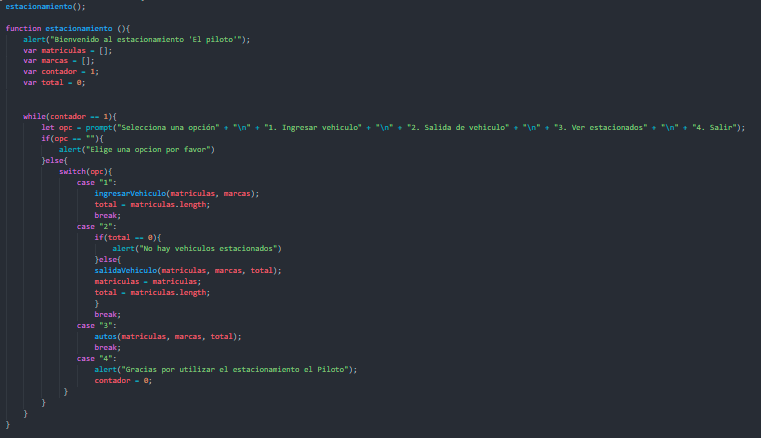 estacionamiento();
function estacionamiento (){
alert("Bienvenido al estacionamiento 'El piloto'");
var matriculas = [];
var marcas = [];
var contador = 1;
var total = 0;
while(contador == 1){
let opc = prompt("Selecciona una opción" + "\n" + "1. Ingresar vehiculo" + "\n" + "2. Salida de vehiculo" + "\n" + "3. Ver estacionados" + "\n" + "4. Salir");
if(opc == ""){
alert("Elige una opcion por favor")
}else{
switch(opc){
case "1":
ingresarVehiculo(matriculas, marcas);
total = matriculas.length;
break;
case "2":
if(total == 0){
alert("No hay vehiculos estacionados")
}else{
salidaVehiculo(matriculas, marcas, total);
matriculas = matriculas;
total = matriculas.length;
}
break;
case "3":
autos(matriculas, marcas, total);
break;
case "4":
alert("Gracias por utilizar el estacionamiento el Piloto");
contador = 0;
}
}
}
}